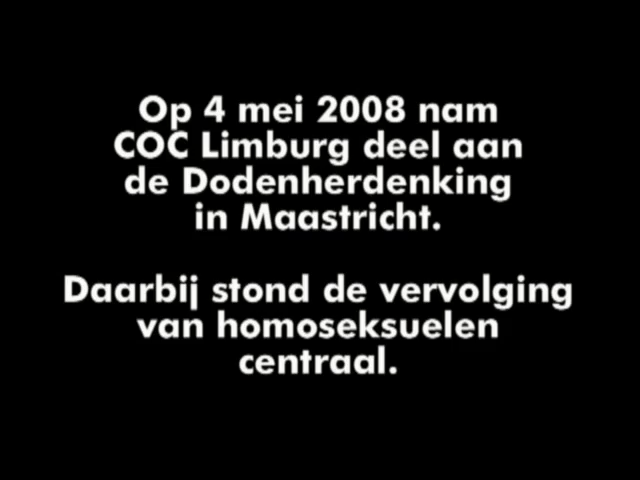 Op 4 mei 2008 nam
COC Limburg deel aan
de Dodenherdenking
in Maastricht.
Daarbij stond de vervolging
van homoseksuelen
centraal.